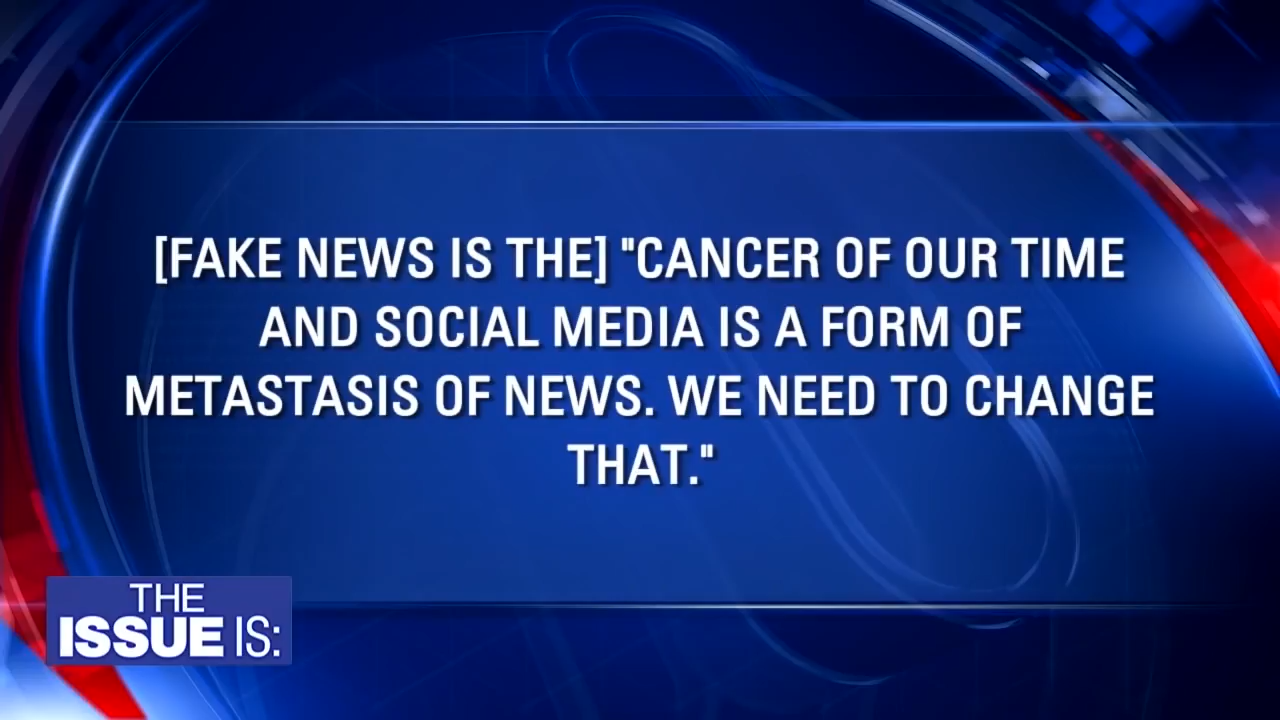 [FAKE NEWS IS THE] "CANCER OF OUR TIME
AND SOCIAL MEDIA IS A FORM OF
METASTASIS OF NEWS. WE NEED TO CHANGE
THAT."
THE
ISSUE IS: